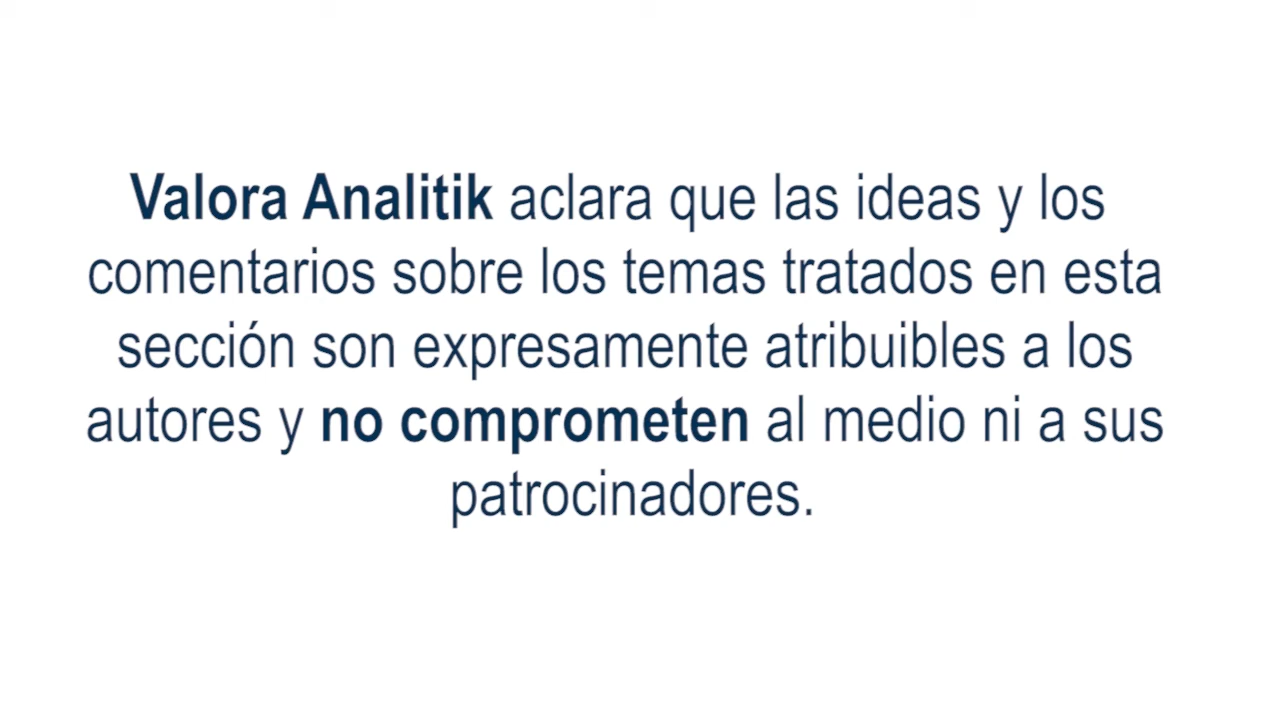 Valora Analitik aclara que las ideas y los
comentarios sobre los temas tratados en esta
sección son expresamente atribuibles a los
autores y no comprometen al medio ni a sus
patrocinadores.